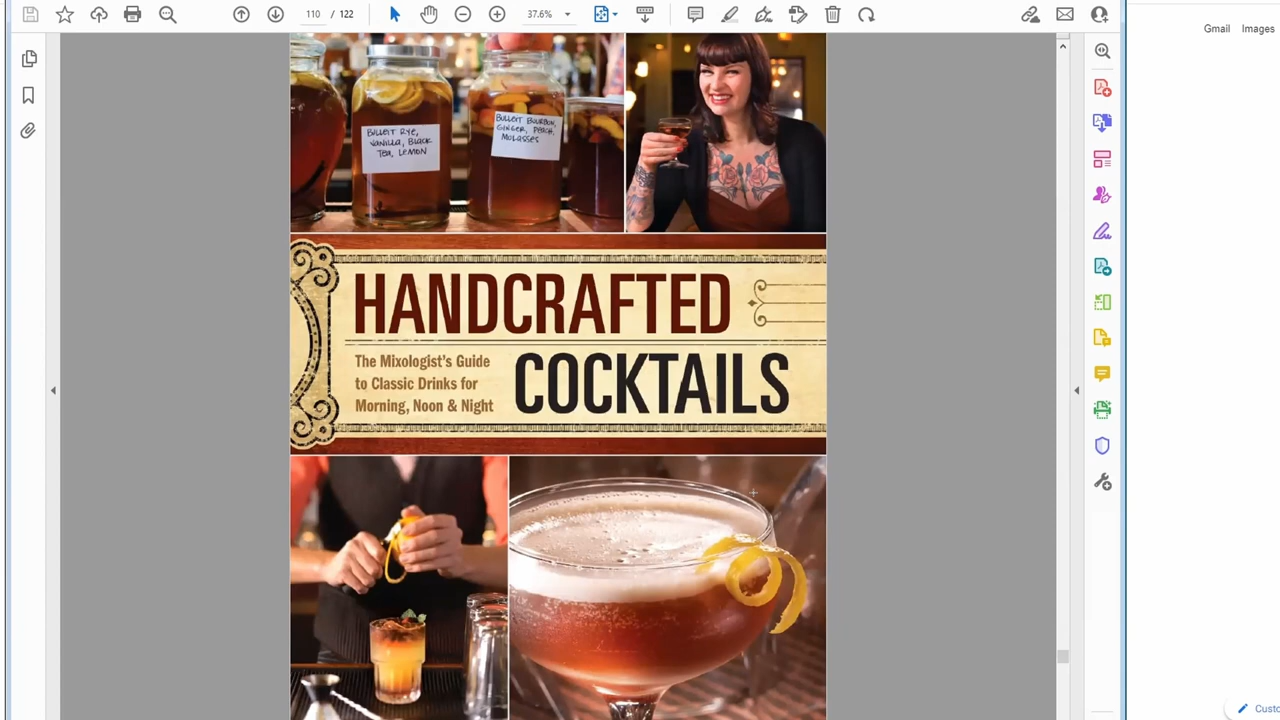 110 / 122
37.6%
Gmail Images
BULLEIT RYE,
VANILLA, BLACK
TEA, LEMON
BULLEIT BOURBON,
GINGER, PEACH,
MOLASSES
HANDCRAFTED
The Mixologist's Guide
to Classic Drinks for
Morning, Noon & Night
COCKTAILS
Custo